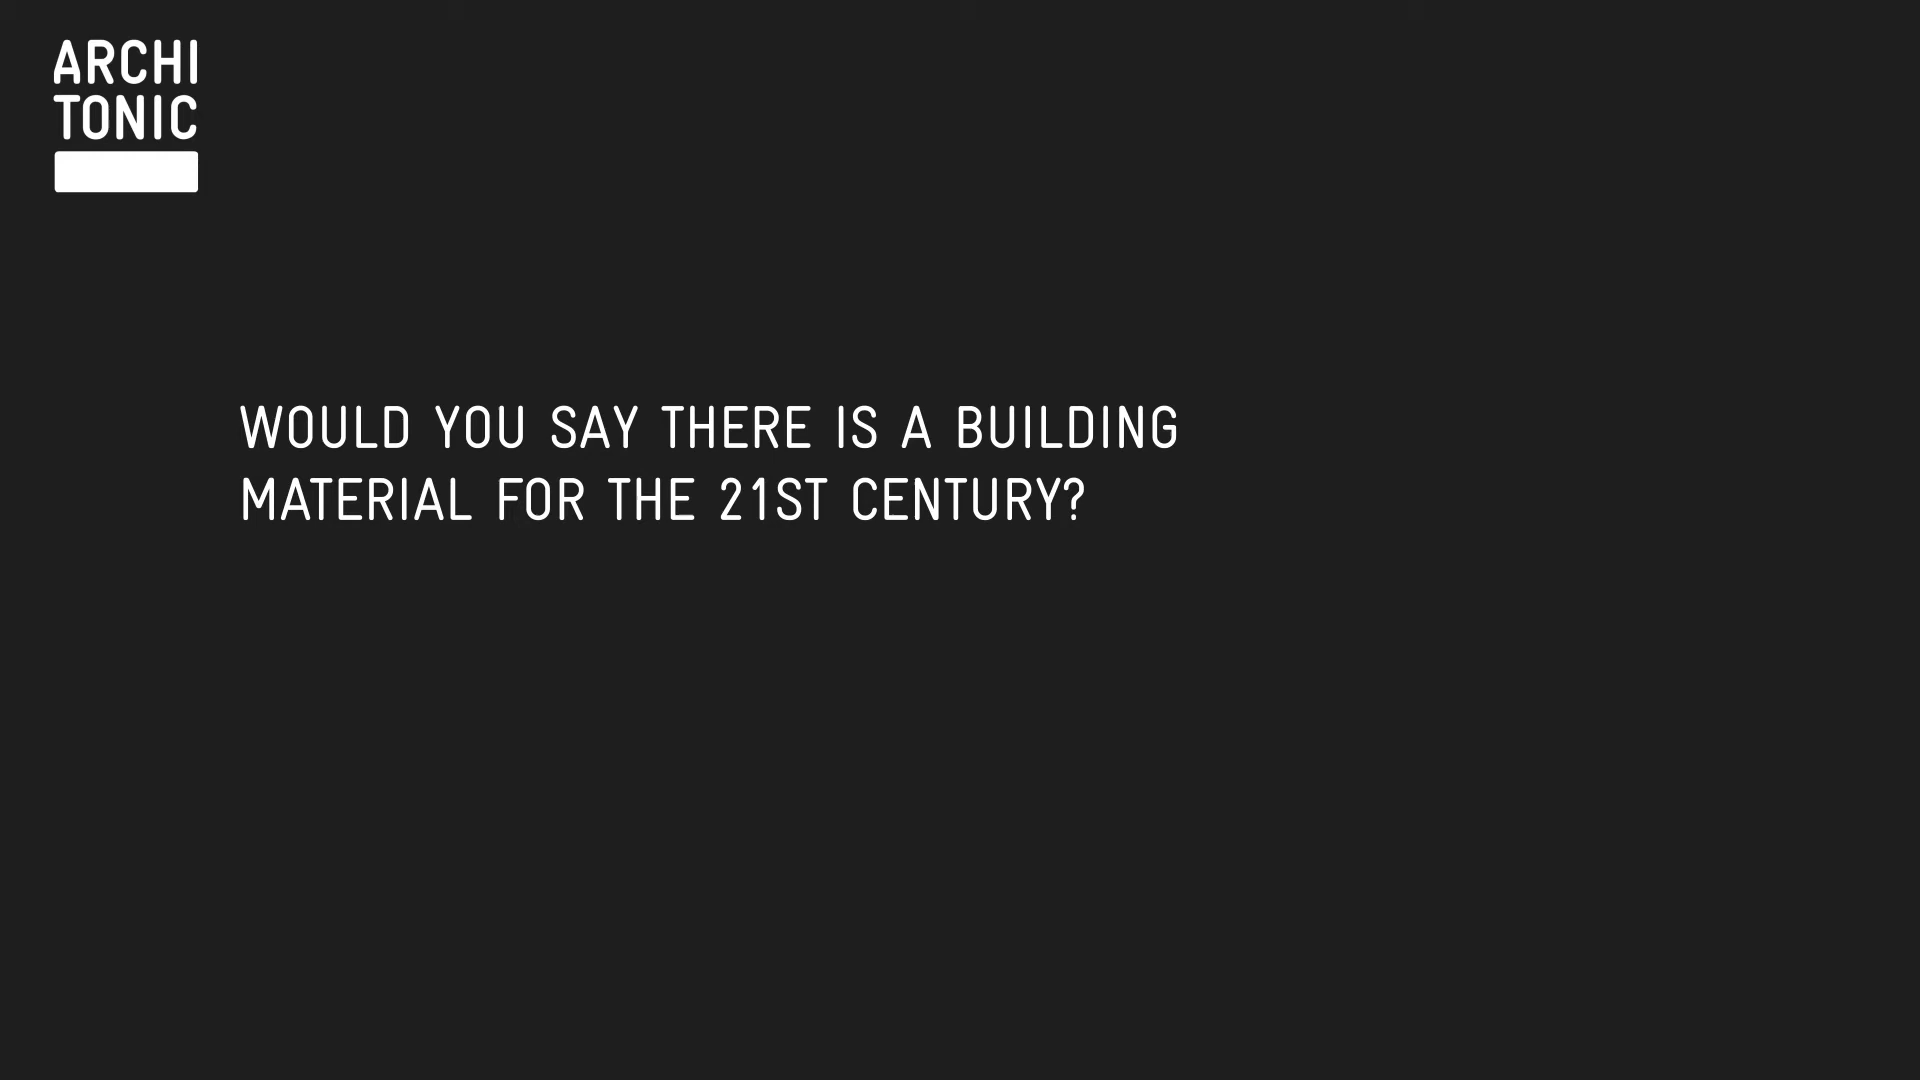 ARCHI
TONIC
WOULD YOU SAY THERE IS A BUILDING
MATERIAL FOR THE 21ST CENTURY?